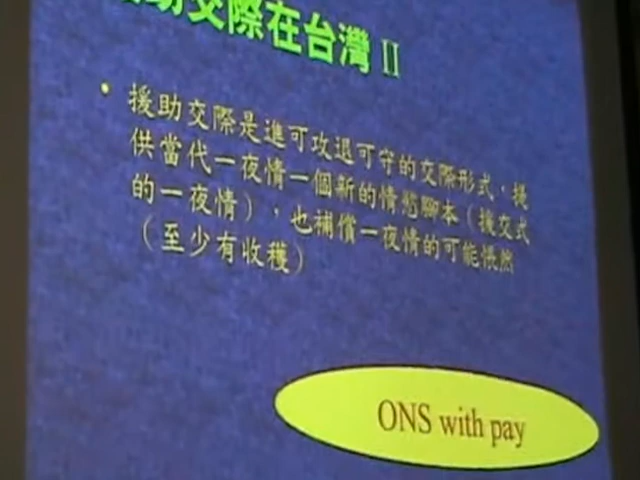 援助交際在台灣 II
• 援助交際是進可攻退可守的交際形式，提
供當代一夜情一個新的情慾腳本（援交式
的一夜情），也補償一夜情的可能悵然
（至少有收穫）
ONS with pay